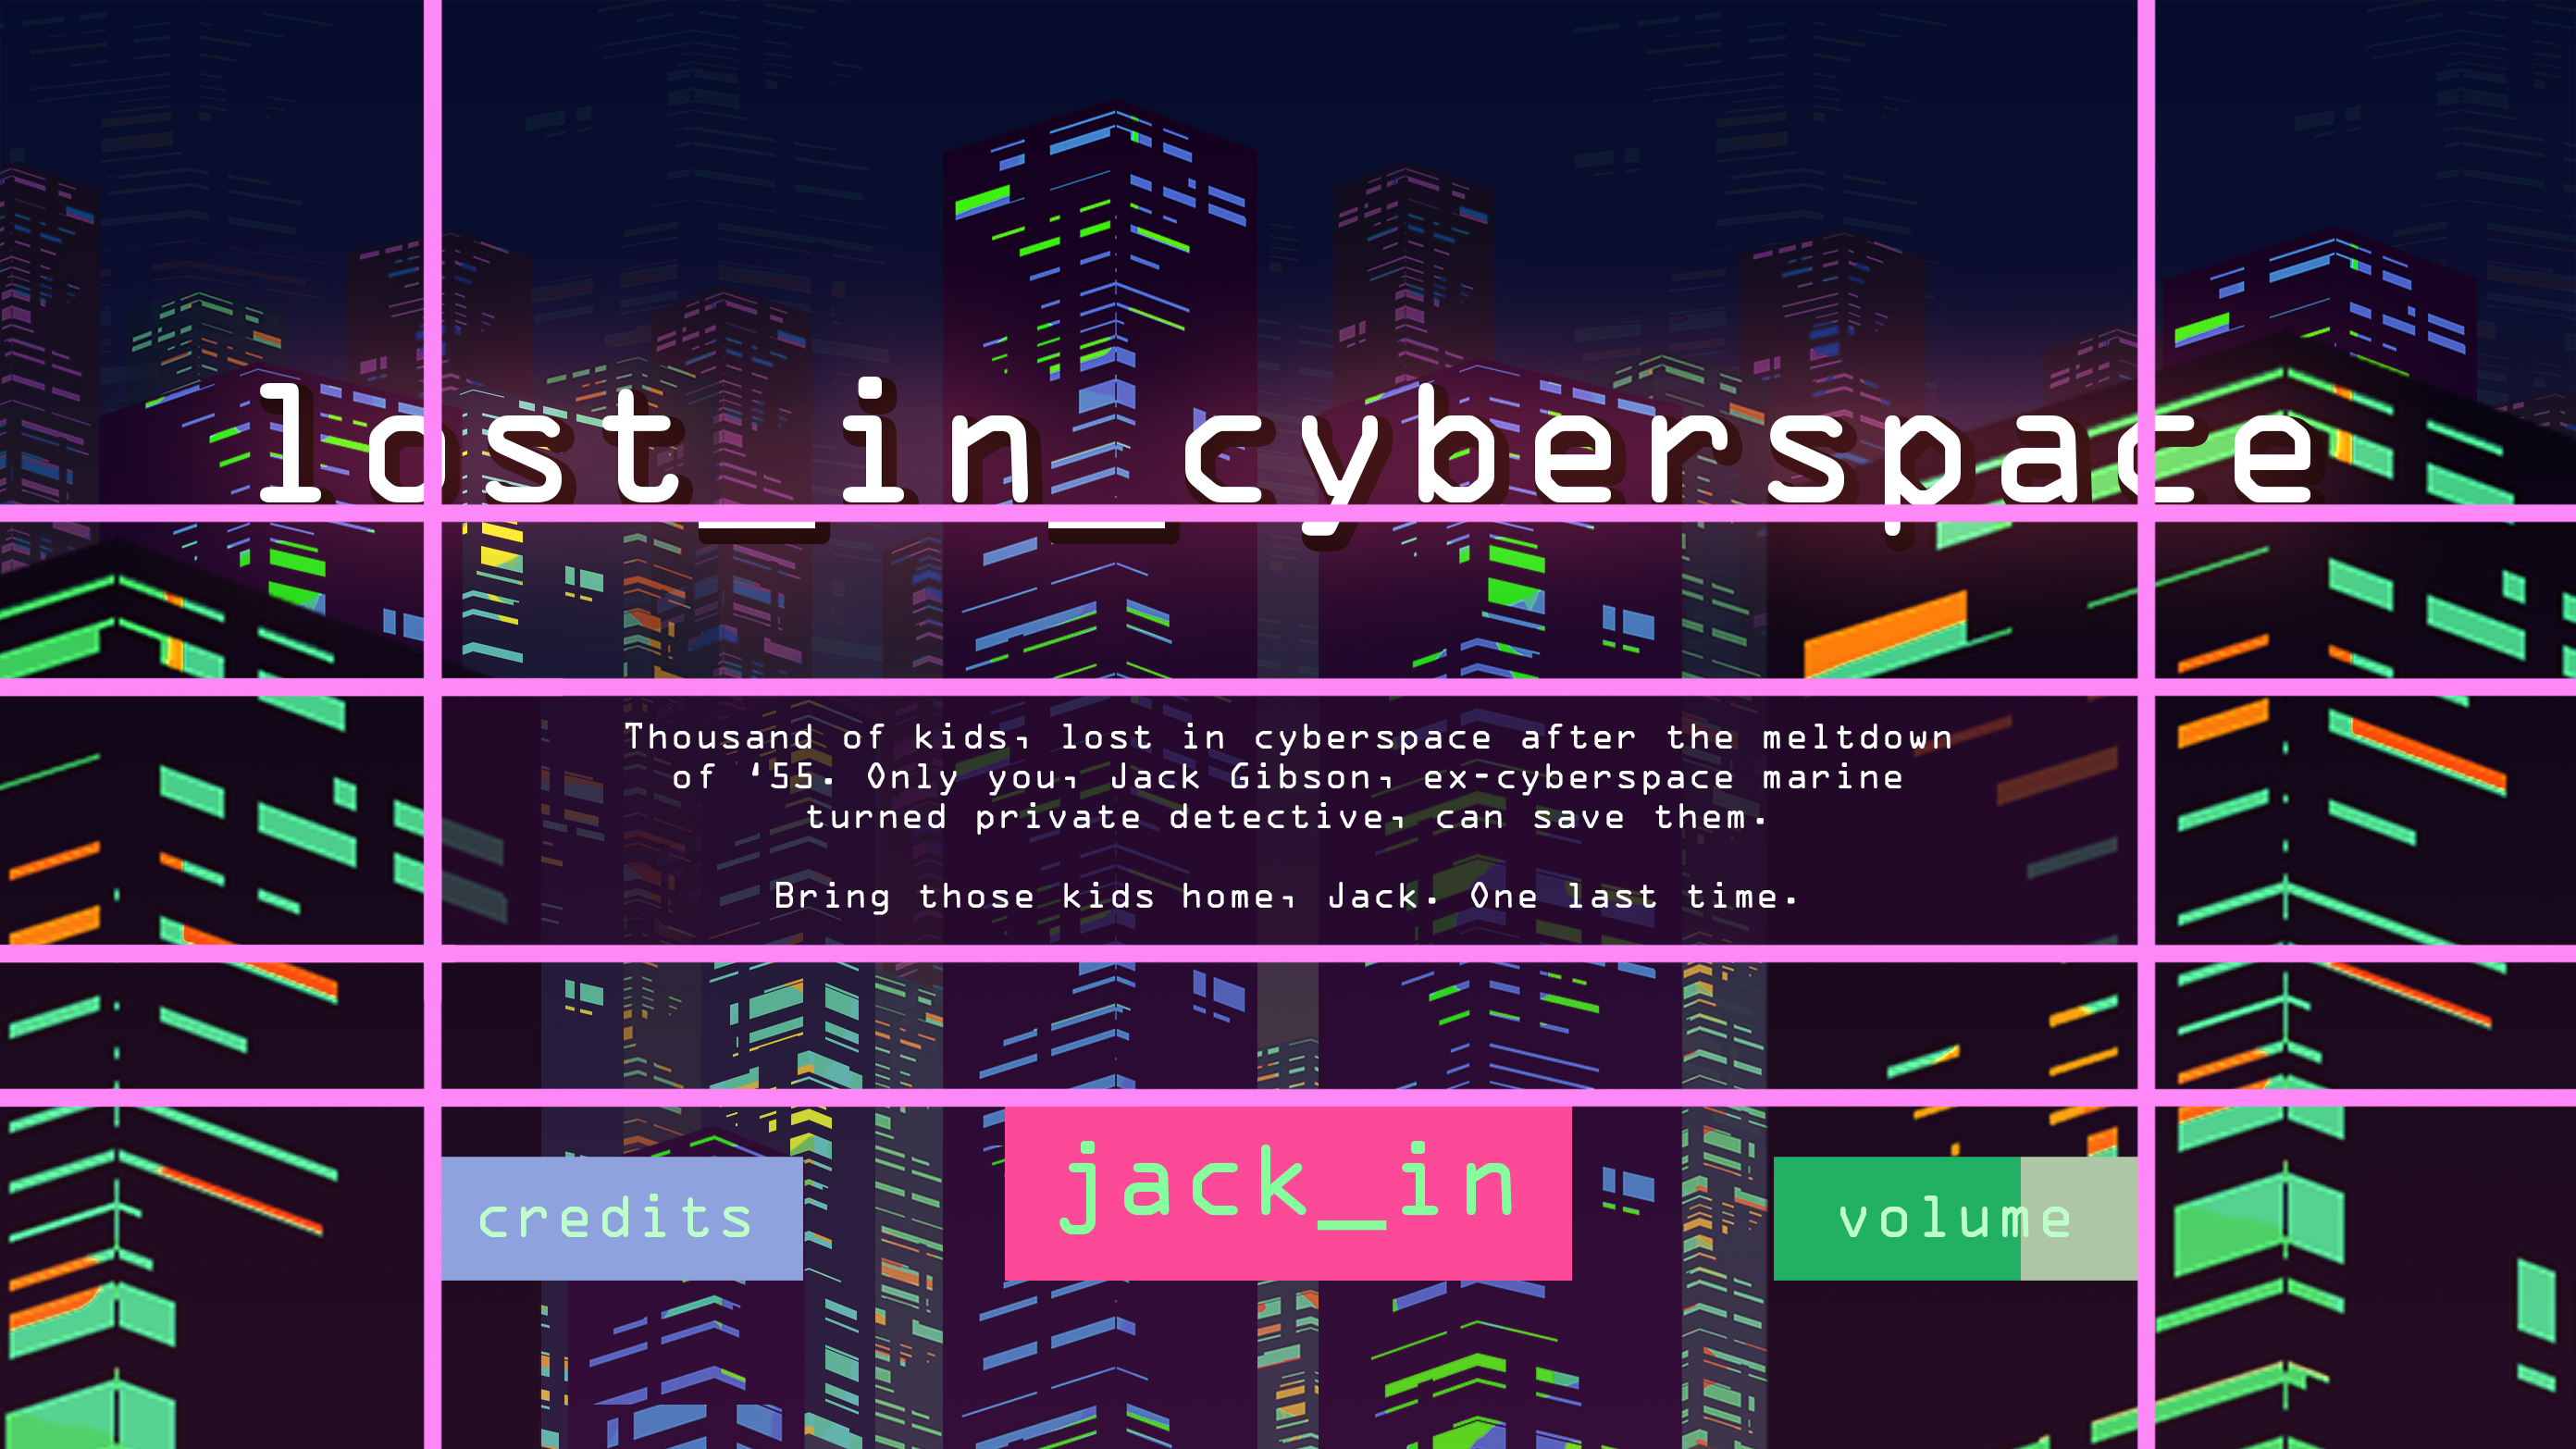 lost_in_cyberspace
Thousand of kids, lost in cyberspace after the meltdown
of ‘55. Only you, Jack Gibson, ex-cyberspace marine
turned private detective, can save them.
Bring those kids home, Jack. One last time.
credits
jack_in
volume